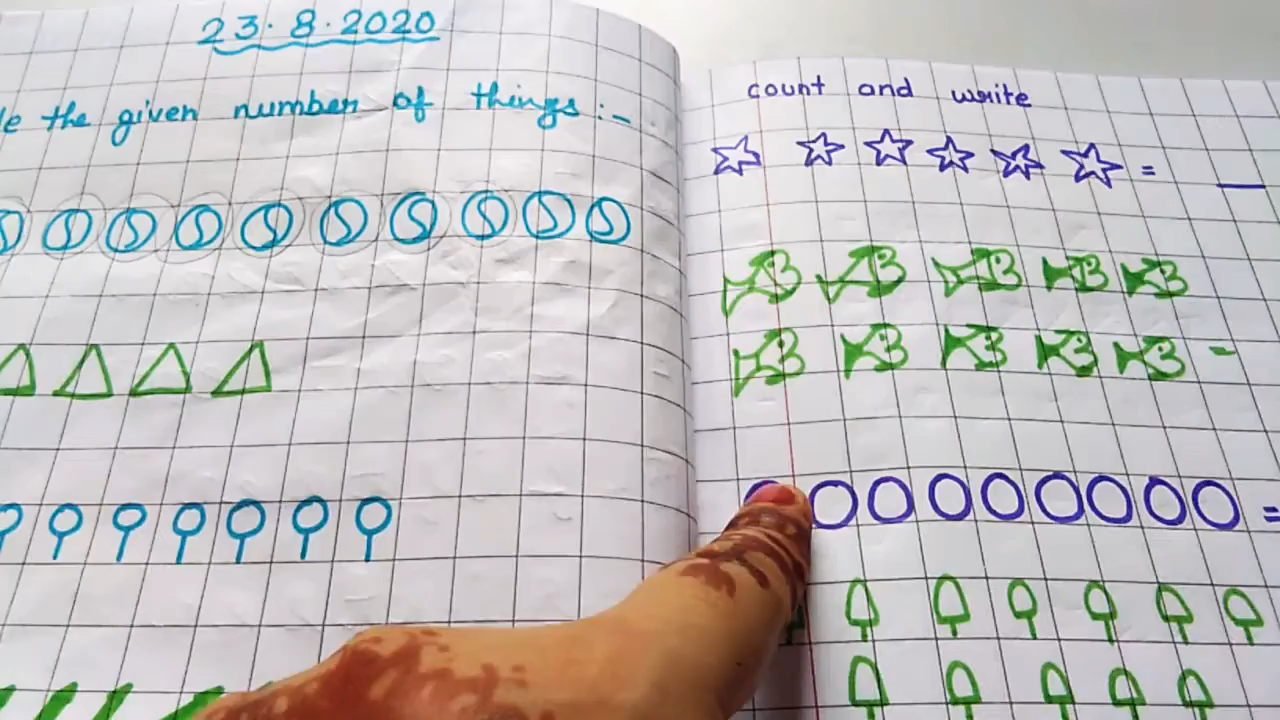 23.8.2020
the given number of things :-
count and write
=
-
=